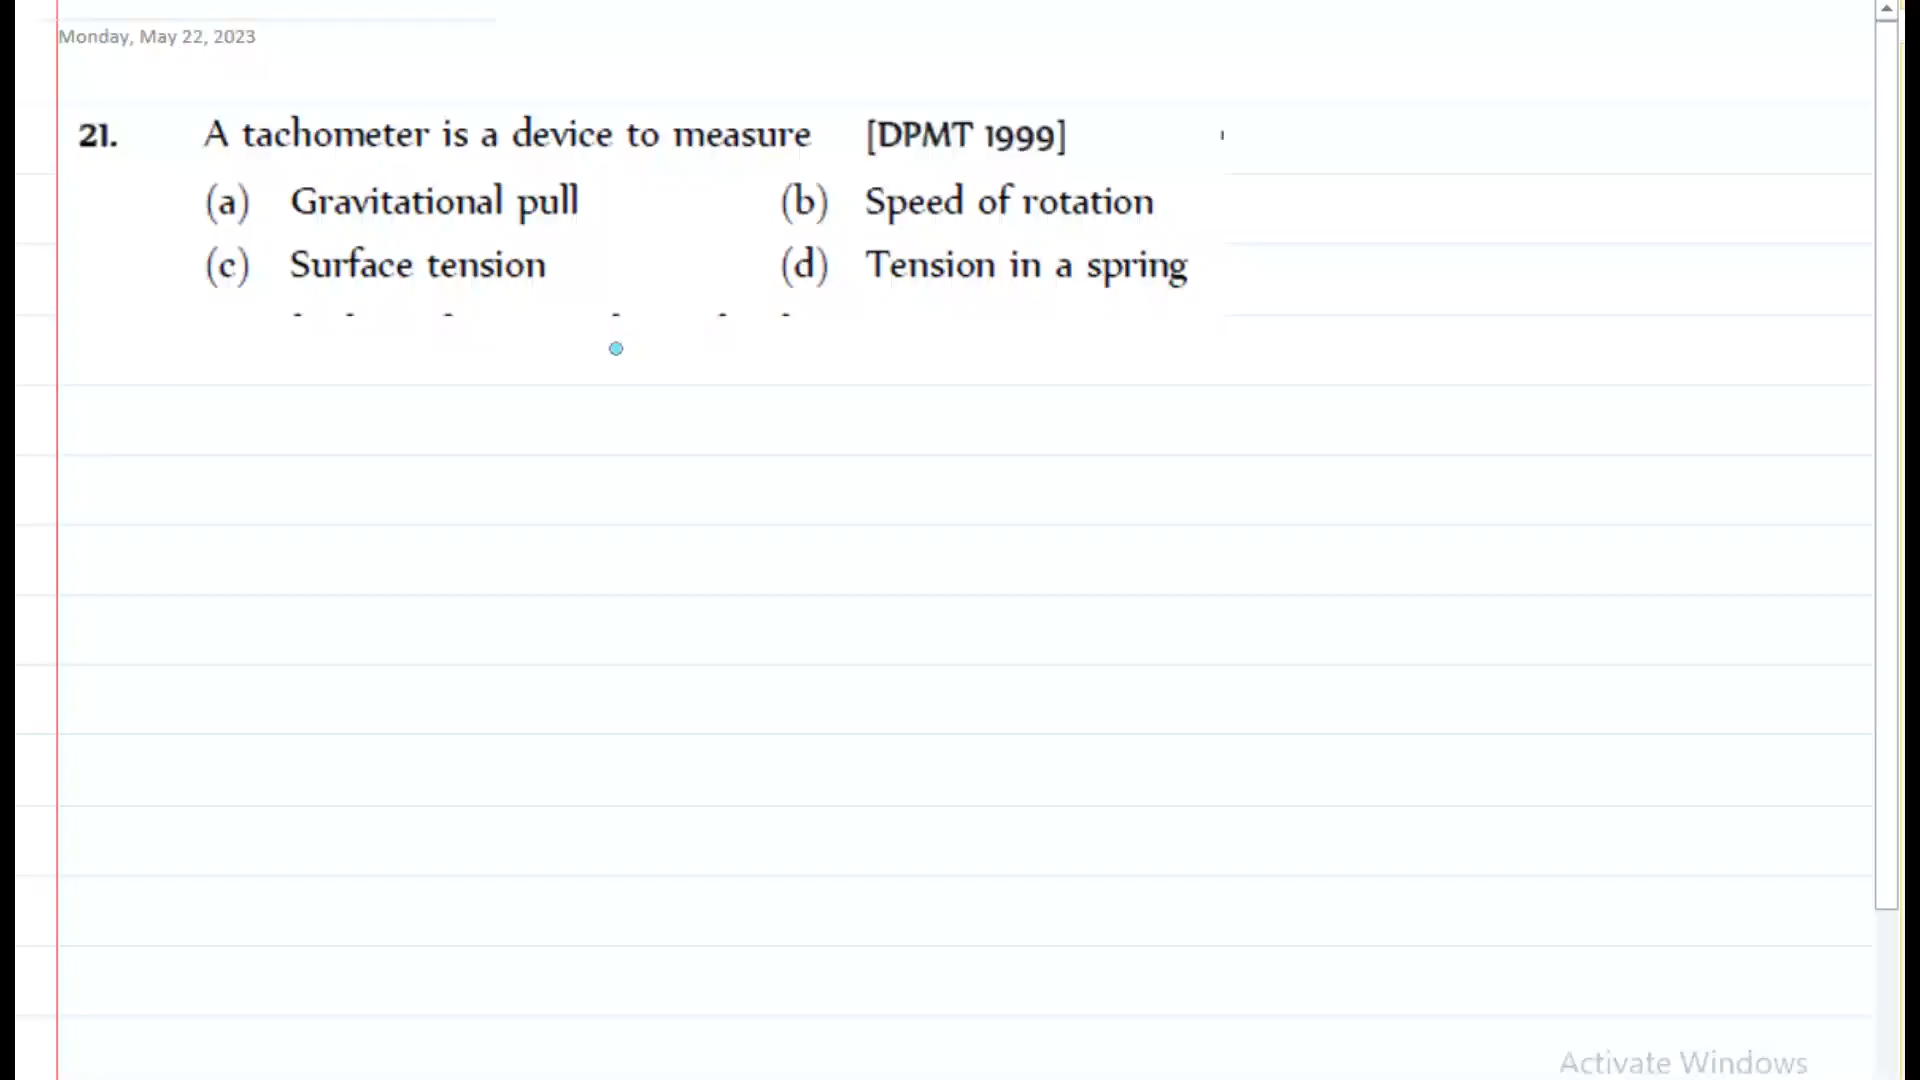 Monday, May 22, 2023
21. A tachometer is a device to measure [DPMT 1999]
(a) Gravitational pull (b) Speed of rotation
(c) Surface tension (d) Tension in a spring
Activate Windows